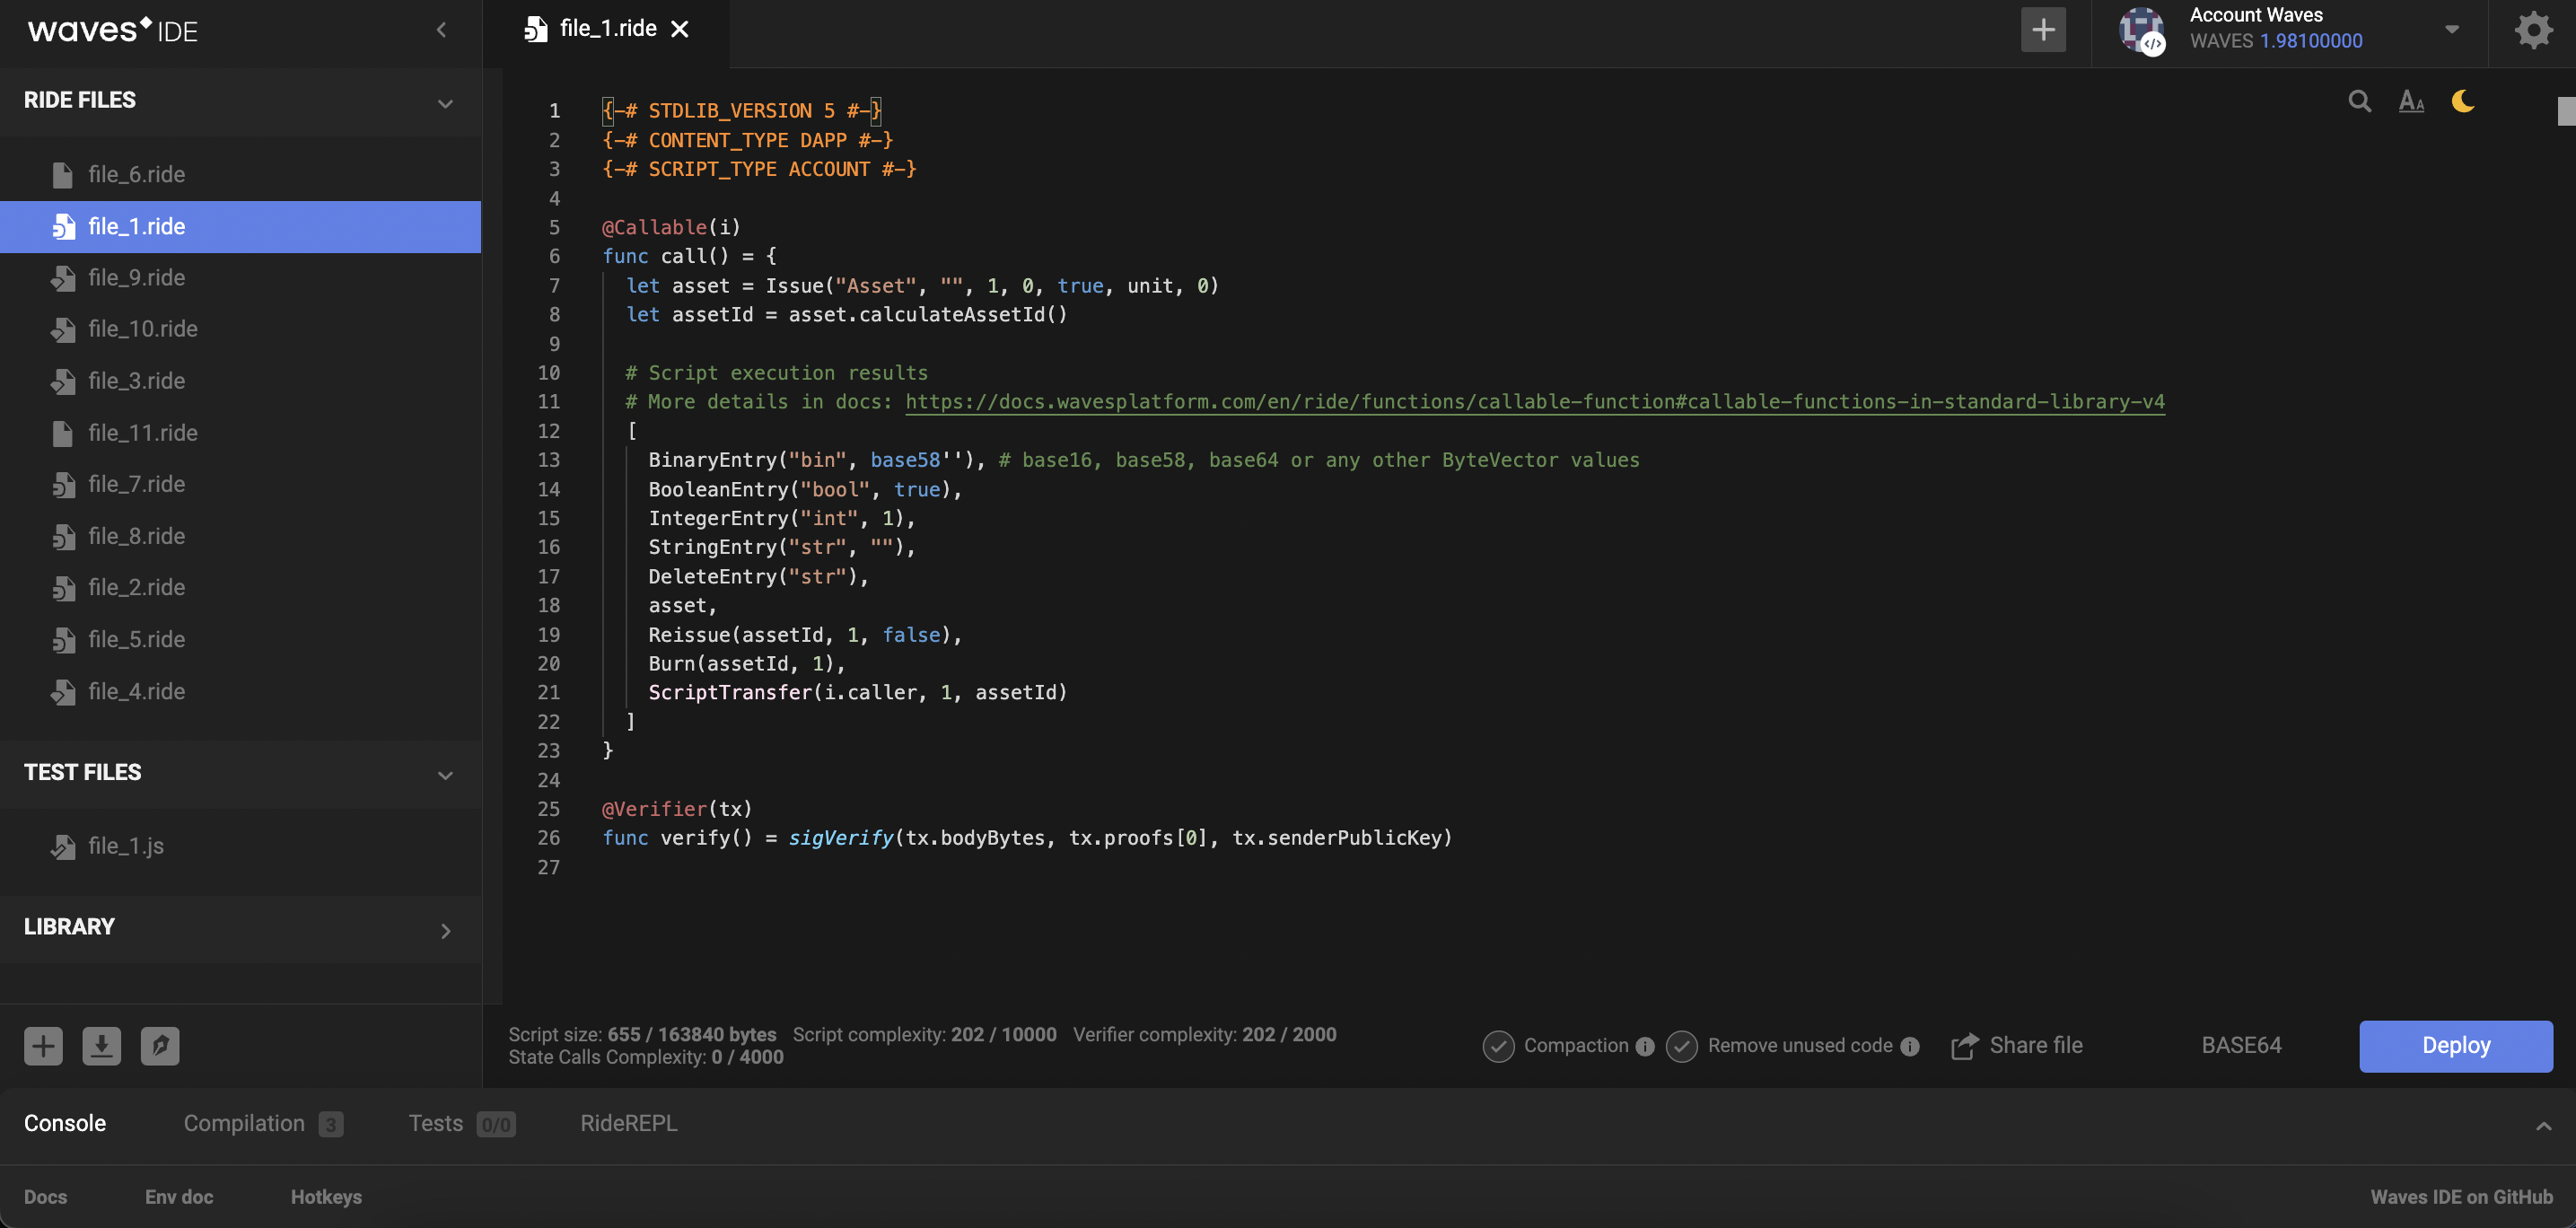 waves IDE
file_1.ride
Account Waves
WAVES 1.98100000
RIDE FILES
file_6.ride
file_1.ride
file_9.ride
file_10.ride
file_3.ride
file_11.ride
file_7.ride
file_8.ride
file_2.ride
file_5.ride
file_4.ride
TEST FILES
file_1.js
LIBRARY
1 {-# STDLIB_VERSION 5 #-}
2 {-# CONTENT_TYPE DAPP #-}
3 {-# SCRIPT_TYPE ACCOUNT #-}
4
5 @Callable(i)
6 func call() = {
7 let asset = Issue("Asset", "", 1, 0, true, unit, 0)
8 let assetId = asset.calculateAssetId()
9
10 # Script execution results
11 # More details in docs: https://docs.wavesplatform.com/en/ride/functions/callable-function#callable-functions-in-standard-library-v4
12 [
13 BinaryEntry("bin", base58''), # base16, base58, base64 or any other ByteVector values
14 BooleanEntry("bool", true),
15 IntegerEntry("int", 1),
16 StringEntry("str", ""),
17 DeleteEntry("str"),
18 asset,
19 Reissue(assetId, 1, false),
20 Burn(assetId, 1),
21 ScriptTransfer(i.caller, 1, assetId)
22 ]
23 }
24
25 @Verifier(tx)
26 func verify() = sigVerify(tx.bodyBytes, tx.proofs[0], tx.senderPublicKey)
27
Aa
Script size: 655 / 163840 bytes Script complexity: 202 / 10000 Verifier complexity: 202 / 2000
State Calls Complexity: 0 / 4000
Compaction i Remove unused code i Share file BASE64 Deploy
Console Compilation 3 Tests 0/0 RideREPL
Docs Env doc Hotkeys Waves IDE on GitHub